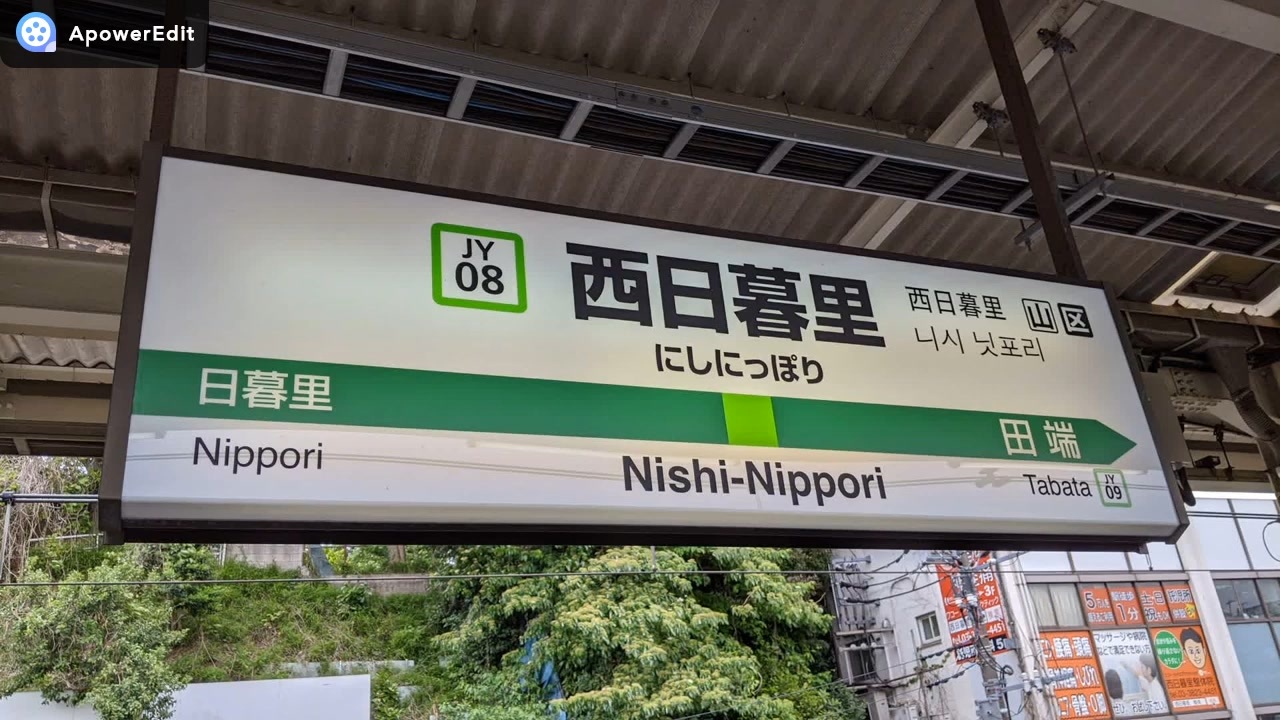 ApowerEdit
JY
08
西日暮里
にしにっぽり
西日暮里 山 区
니시 닛포리
日暮里
田端
Nippori
Nishi-Nippori
Tabata
JY
09